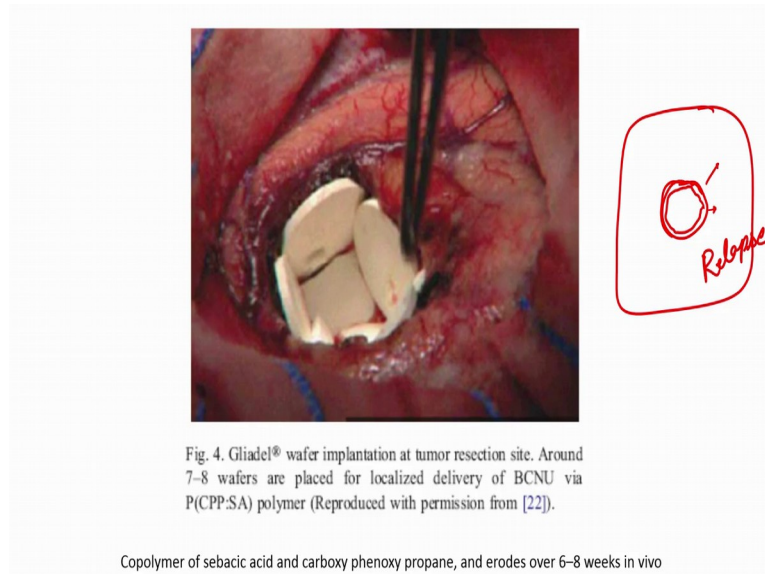 Relapse
Fig. 4. Gliadel® wafer implantation at tumor resection site. Around
7–8 wafers are placed for localized delivery of BCNU via
P(CPP:SA) polymer (Reproduced with permission from [22]).
Copolymer of sebacic acid and carboxy phenoxy propane, and erodes over 6–8 weeks in vivo